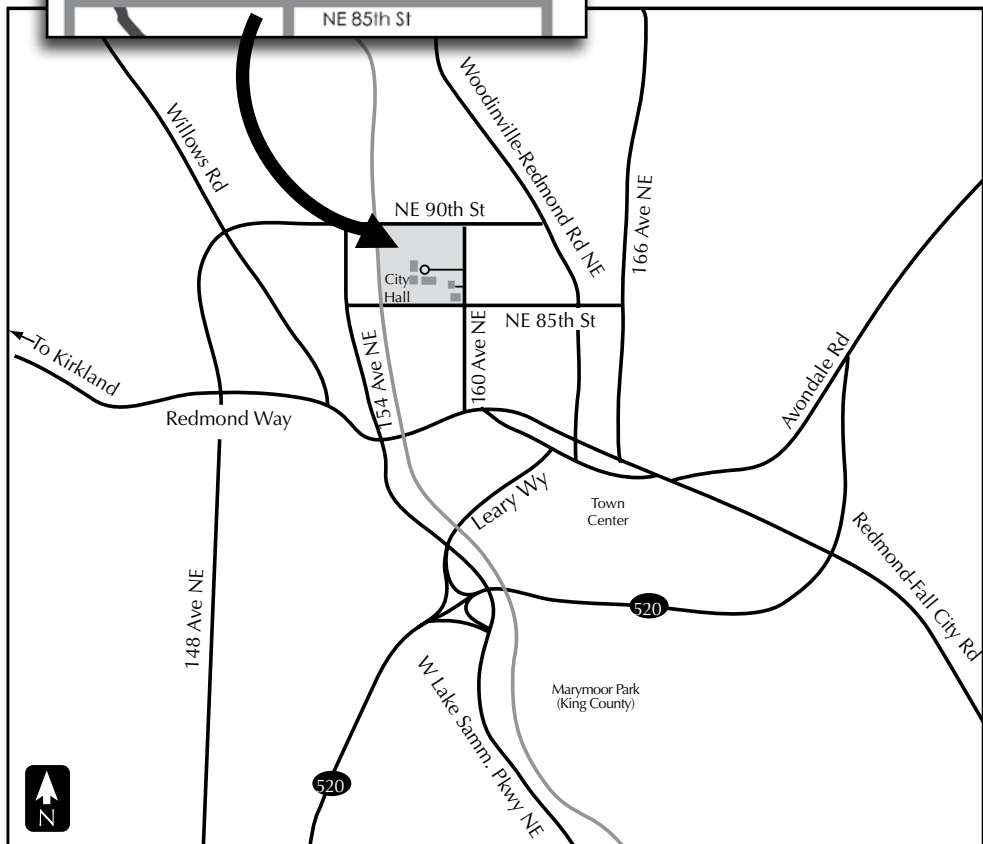 NE 85th St
Willows Rd
Woodinville-Redmond Rd NE
166 Ave NE
NE 90th St
City
Hall
NE 85th St
To Kirkland
154 Ave NE
160 Ave NE
Avondale Rd
Redmond Way
Leary Wy
Town
Center
Redmond-Fall City Rd
148 Ave NE
520
W Lake Samm. Pkwy NE
Marymoor Park
(King County)
520
N